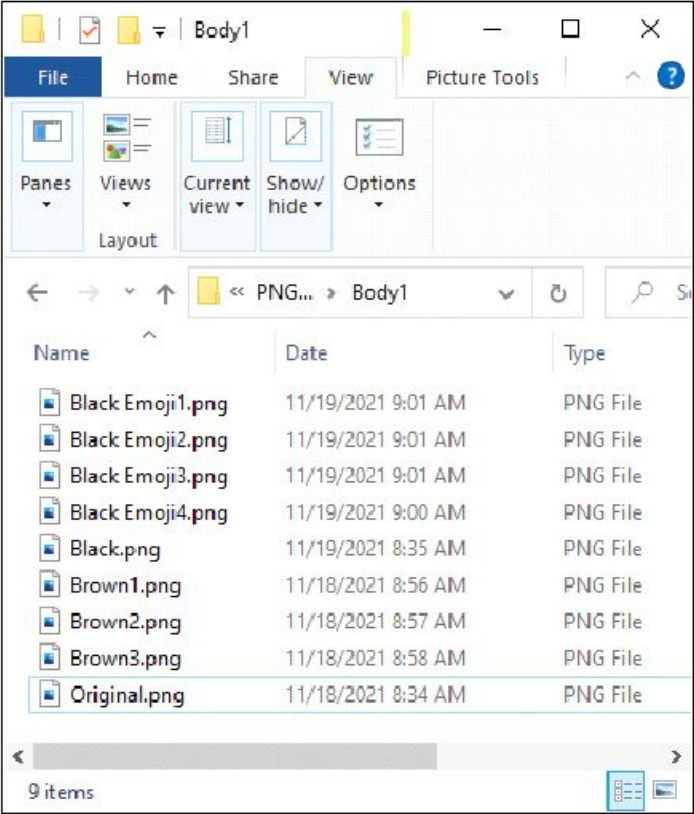 Body1
File Home Share View Picture Tools
Panes Views Current view Show/ hide Options
Layout
« PNG... Body1
Name Date Type
Black Emoji1.png 11/19/2021 9:01 AM PNG File
Black Emoji2.png 11/19/2021 9:01 AM PNG File
Black Emoji3.png 11/19/2021 9:01 AM PNG File
Black Emoji4.png 11/19/2021 9:00 AM PNG File
Black.png 11/19/2021 8:35 AM PNG File
Brown1.png 11/18/2021 8:56 AM PNG File
Brown2.png 11/18/2021 8:57 AM PNG File
Brown3.png 11/18/2021 8:58 AM PNG File
Original.png 11/18/2021 8:34 AM PNG File
9 items